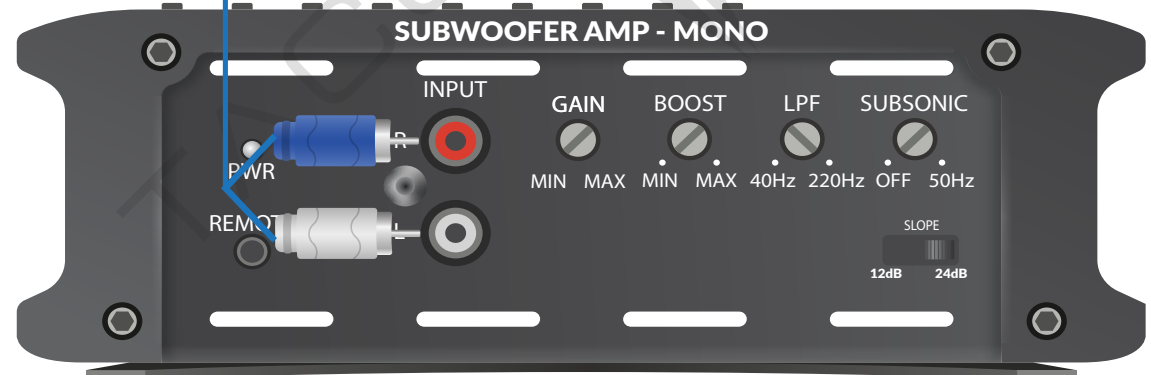 SUBWOOFER AMP - MONO
INPUT
GAIN BOOST LPF SUBSONIC
R
PWR
MIN MAX MIN MAX 40Hz 220Hz OFF 50Hz
REMOT
L
SLOPE
12dB 24dB